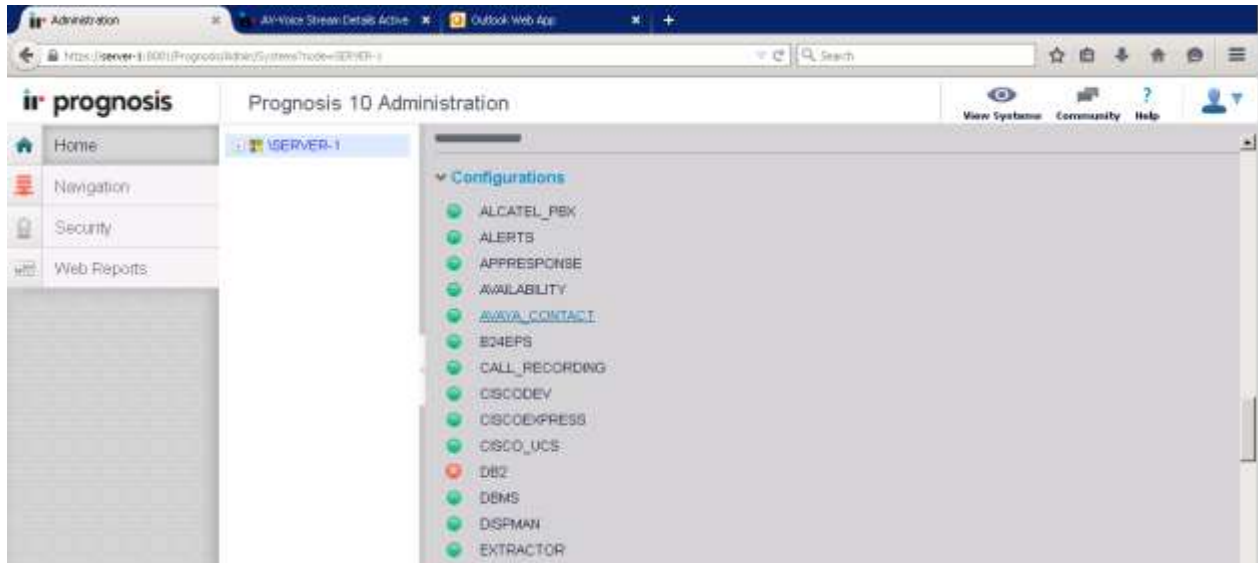 Administration
AV-Voice Stream Details Active
Outlook Web App
Search
ir prognosis
Prognosis 10 Administration
View Systems
Community
Help
Home
Navigation
Security
Web Reports
\SERVER-1
Configurations
ALCATEL_PBX
ALERTS
APPRESPONSE
AVAILABILITY
AVAYA_CONTACT
B24EPS
CALL_RECORDING
CISCODEV
CISCOEXPRESS
CISCO_UCS
DB2
DBMS
DISPMAN
EXTRACTOR